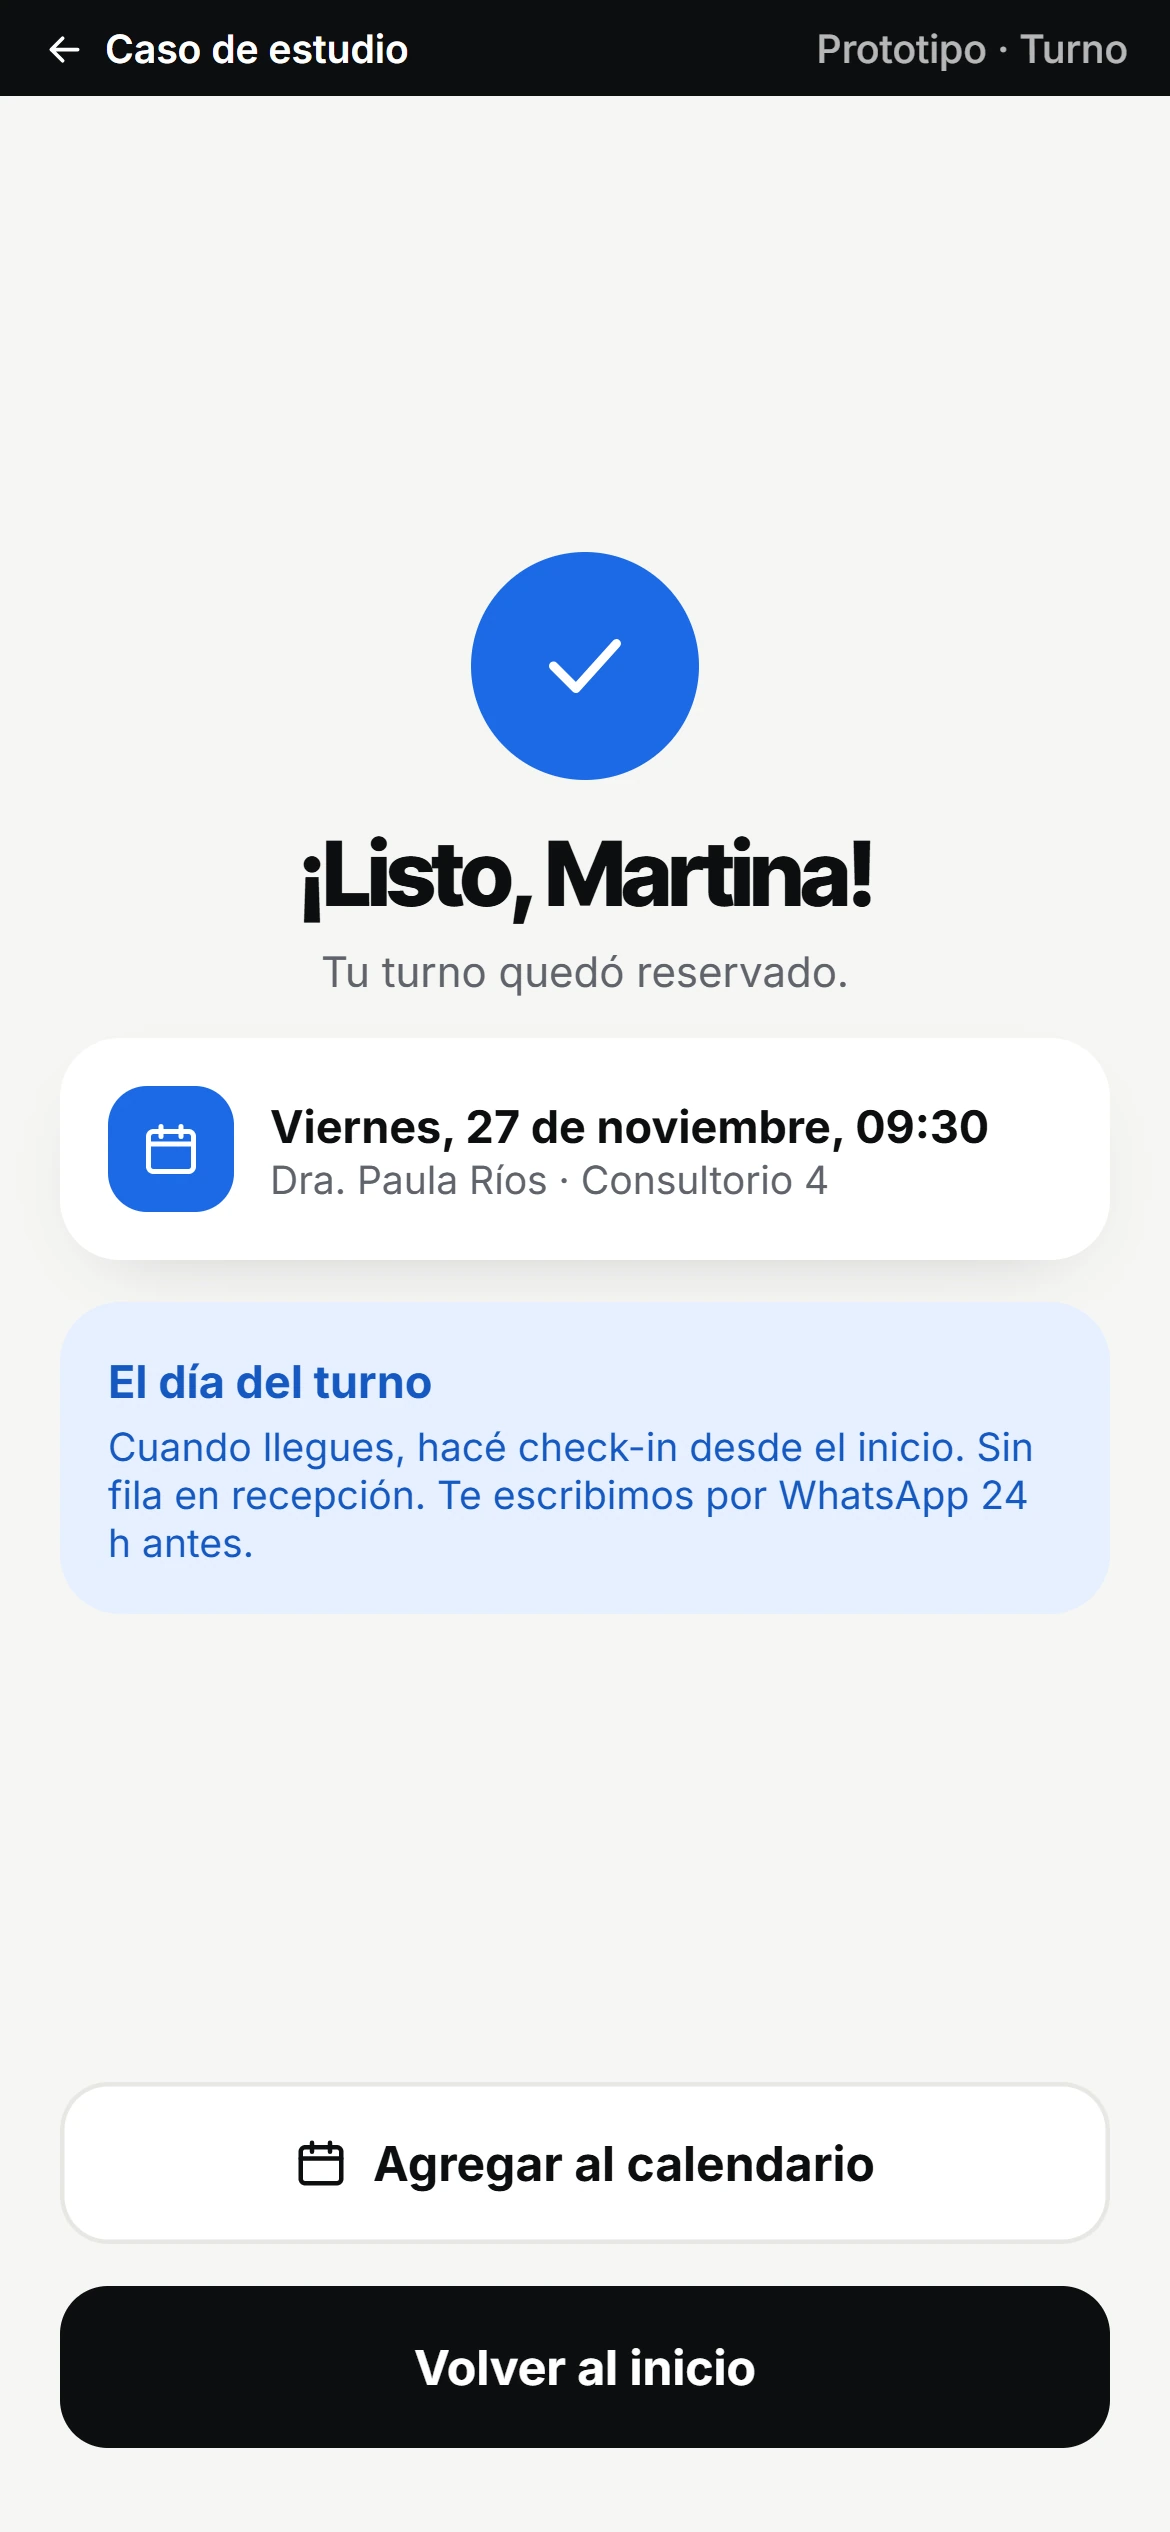 Caso de estudio
Prototipo · Turno
¡Listo, Martina!
Tu turno quedó reservado.
Viernes, 27 de noviembre, 09:30
Dra. Paula Ríos · Consultorio 4
El día del turno
Cuando llegues, hacé check-in desde el inicio. Sin
fila en recepción. Te escribimos por WhatsApp 24
h antes.
Agregar al calendario
Volver al inicio